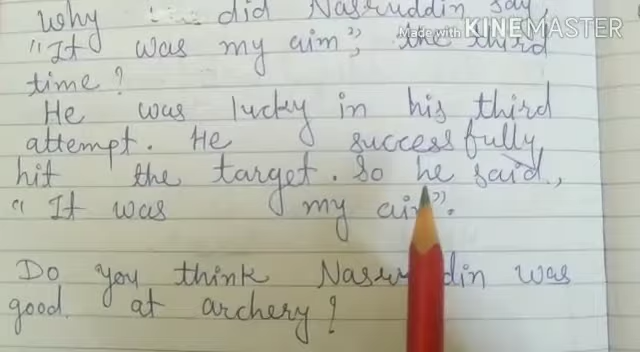 Why did Nasruddin say,
"It was my aim", the third
time?
He was lucky in his third
attempt. He successfully
hit the target. So he said,
"It was my aim".
Do you think Nasruddin was
good at archery?
Made with KINEMASTER